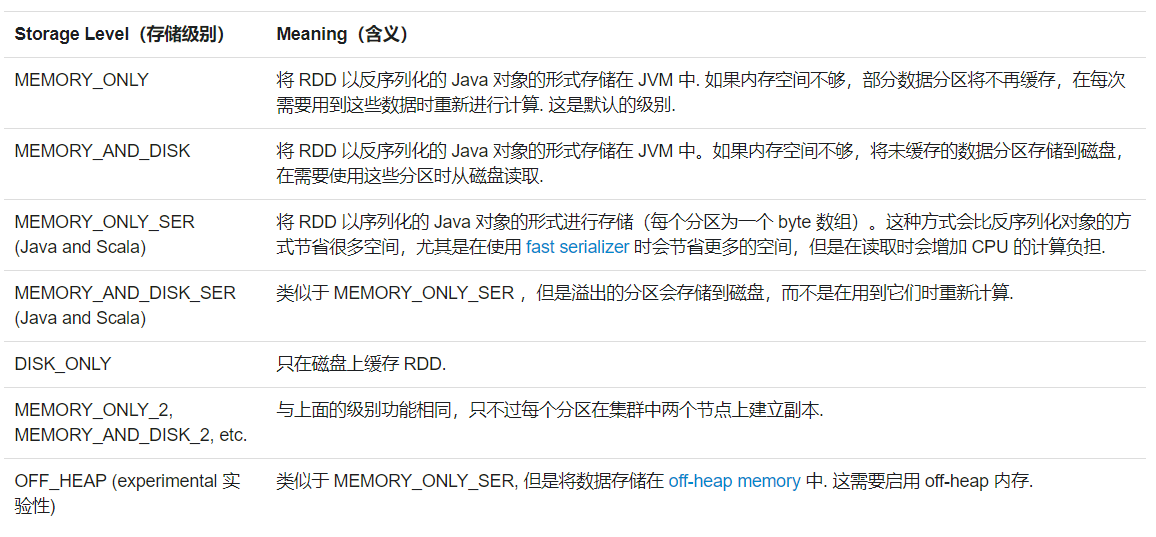 Storage Level（存储级别） Meaning（含义）
MEMORY_ONLY 将 RDD 以反序列化的 Java 对象的形式存储在 JVM 中. 如果内存空间不够，部分数据分区将不再缓存，在每次
需要用到这些数据时重新进行计算. 这是默认的级别.
MEMORY_AND_DISK 将 RDD 以反序列化的 Java 对象的形式存储在 JVM 中。如果内存空间不够，将未缓存的数据分区存储到磁盘，
在需要使用这些分区时从磁盘读取.
MEMORY_ONLY_SER 将 RDD 以序列化的 Java 对象的形式进行存储（每个分区为一个 byte 数组）。这种方式会比反序列化对象的方
(Java and Scala) 式节省很多空间，尤其是在使用 fast serializer 时会节省更多的空间，但是在读取时会增加 CPU 的计算负担.
MEMORY_AND_DISK_SER 类似于 MEMORY_ONLY_SER ，但是溢出的分区会存储到磁盘，而不是在用到它们时重新计算.
(Java and Scala)
DISK_ONLY 只在磁盘上缓存 RDD.
MEMORY_ONLY_2, 与上面的级别功能相同，只不过每个分区在集群中两个节点上建立副本.
MEMORY_AND_DISK_2, etc.
OFF_HEAP (experimental 实 类似于 MEMORY_ONLY_SER, 但是将数据存储在 off-heap memory 中. 这需要启用 off-heap 内存.
验性)